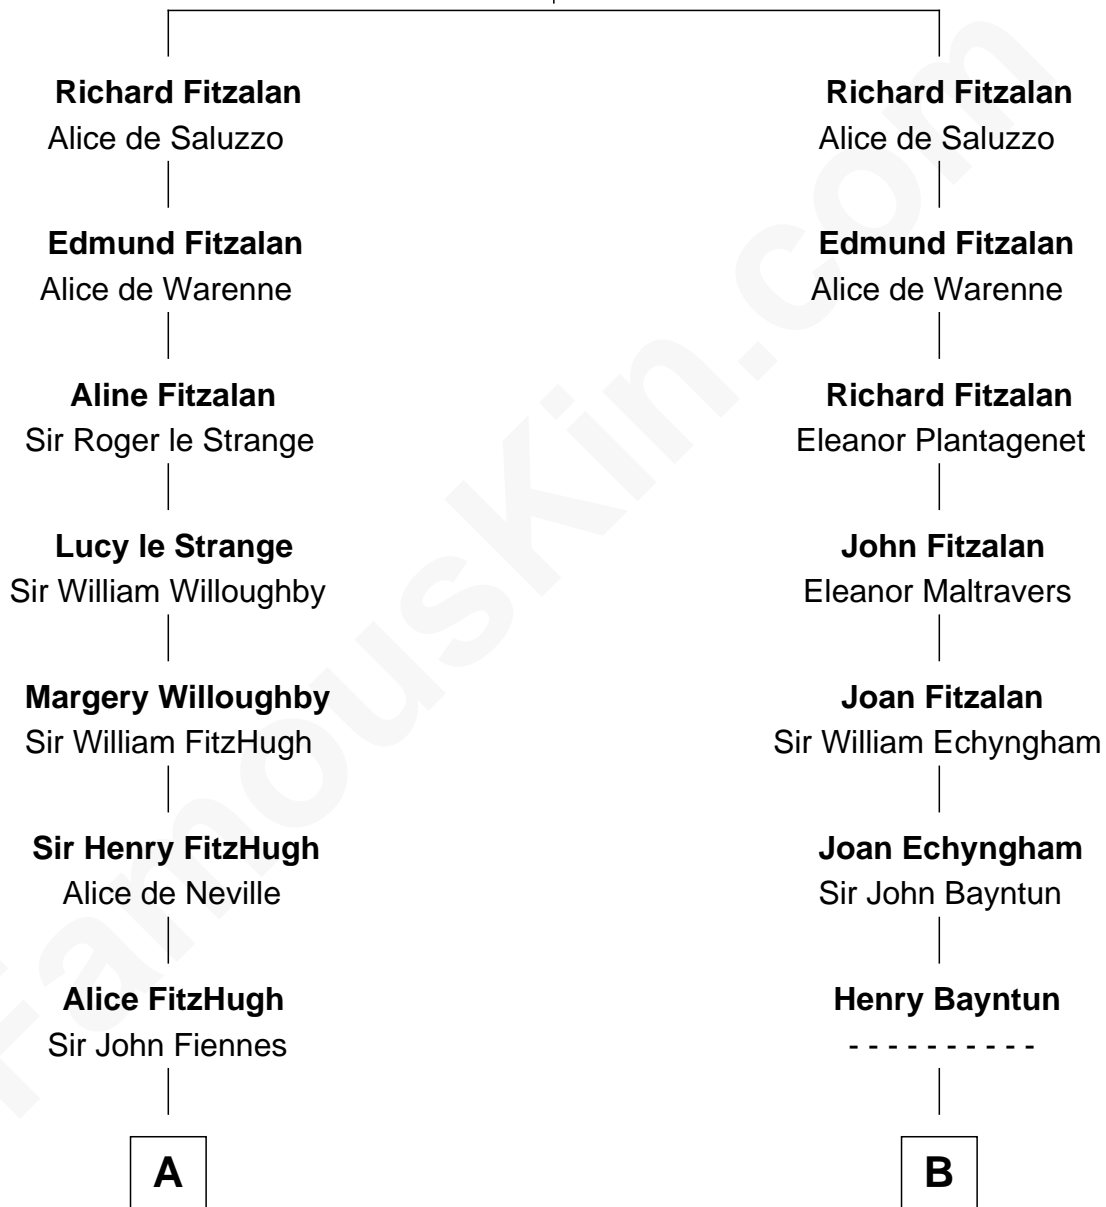 Richard Fitzalan
Alice de Saluzzo
Edmund Fitzalan
Alice de Warenne
Aline Fitzalan
Sir Roger le Strange
Lucy le Strange
Sir William Willoughby
Margery Willoughby
Sir William FitzHugh
Sir Henry FitzHugh
Alice de Neville
Alice FitzHugh
Sir John Fiennes
A
Richard Fitzalan
Alice de Saluzzo
Edmund Fitzalan
Alice de Warenne
Richard Fitzalan
Eleanor Plantagenet
John Fitzalan
Eleanor Maltravers
Joan Fitzalan
Sir William Echyngham
Joan Echyngham
Sir John Bayntun
Henry Bayntun
- - - - - - - - - -
B
FamousKin.com